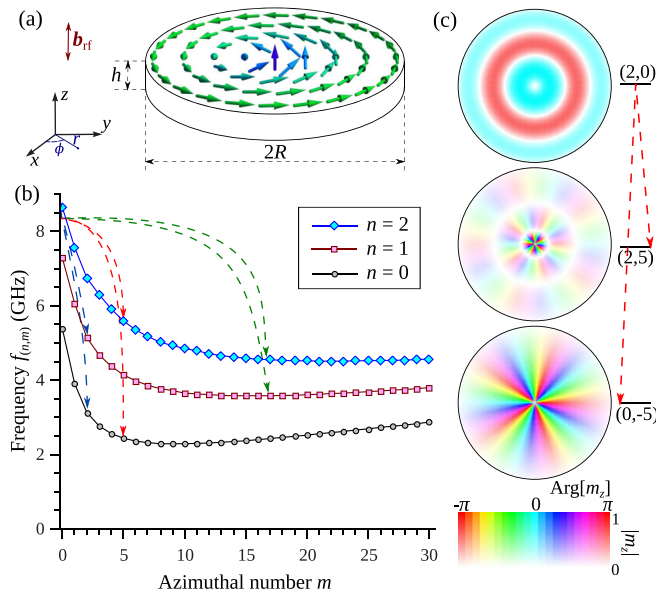 (a)
b_rf
h
z
y
x
ϕ
r
2R
(b)
Frequency f_(n,m) (GHz)
8
6
4
2
0
n = 2
n = 1
n = 0
0 5 10 15 20 25 30
Azimuthal number m
(c)
(2,0)
(2,5)
(0,-5)
Arg[m_z]
-π 0 π
1
|m_z|
0